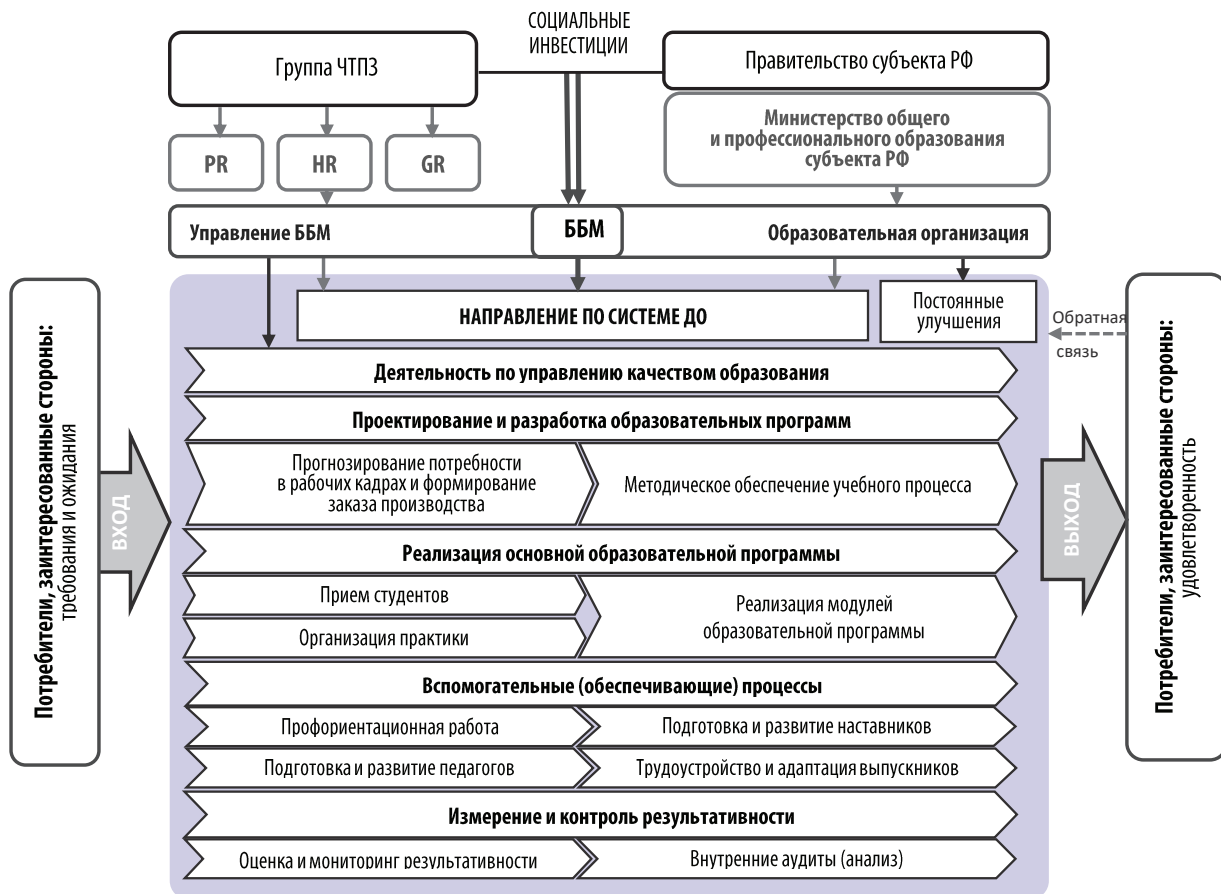 СОЦИАЛЬНЫЕ
ИНВЕСТИЦИИ
Группа ЧТПЗ
Правительство субъекта РФ
PR
HR
GR
Министерство общего
и профессионального образования
субъекта РФ
Управление ББМ
ББМ
Образовательная организация
Потребители, заинтересованные стороны:
требования и ожидания
ВХОД
НАПРАВЛЕНИЕ ПО СИСТЕМЕ ДО
Постоянные
улучшения
Обратная
связь
Деятельность по управлению качеством образования
Проектирование и разработка образовательных программ
Прогнозирование потребности
в рабочих кадрах и формирование
заказа производства
Методическое обеспечение учебного процесса
Реализация основной образовательной программы
Прием студентов
Организация практики
Реализация модулей
образовательной программы
Вспомогательные (обеспечивающие) процессы
Профориентационная работа
Подготовка и развитие наставников
Подготовка и развитие педагогов
Трудоустройство и адаптация выпускников
Измерение и контроль результативности
Оценка и мониторинг результативности
Внутренние аудиты (анализ)
ВЫХОД
Потребители, заинтересованные стороны:
удовлетворенность